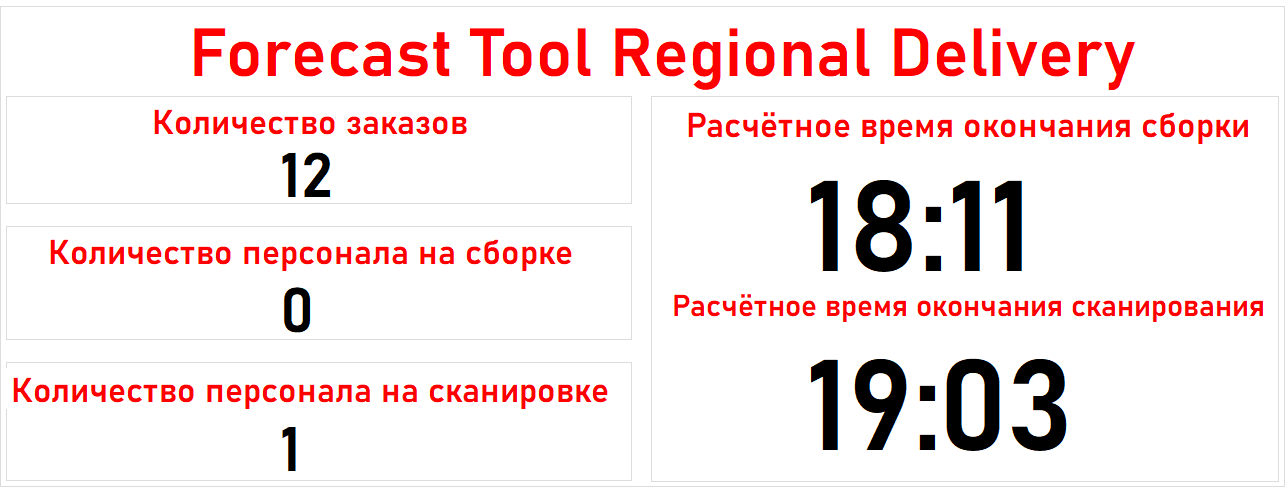 Forecast Tool Regional Delivery
Количество заказов
12
Количество персонала на сборке
0
Количество персонала на сканировке
1
Расчётное время окончания сборки
18:11
Расчётное время окончания сканирования
19:03